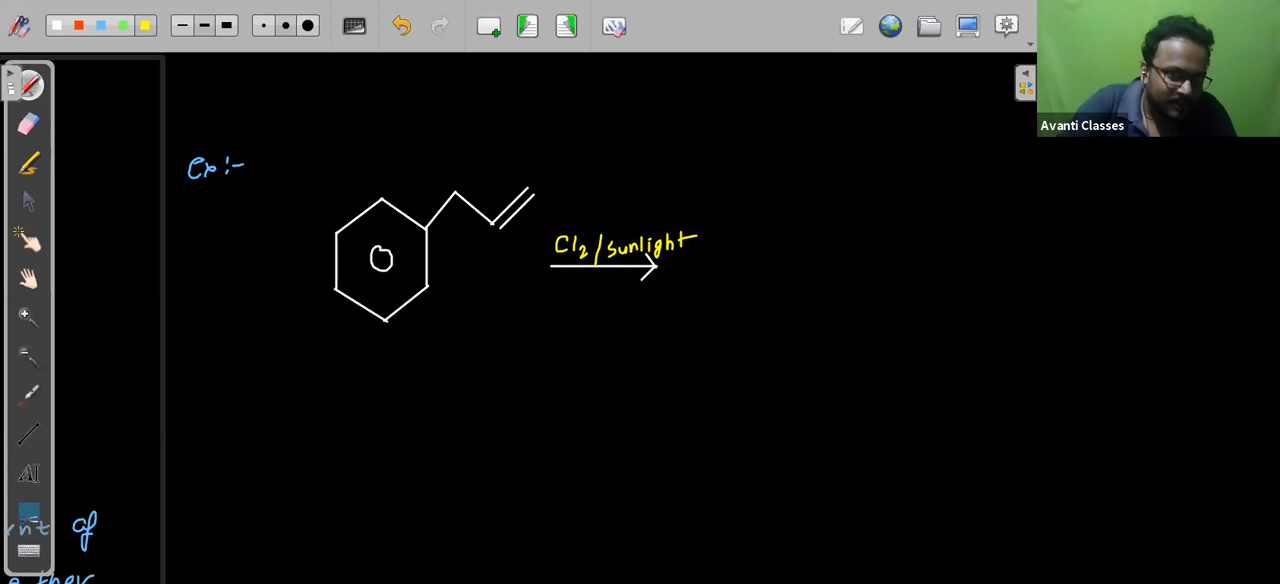 Avanti Classes
Ex :-
Cl2/sunlight
of